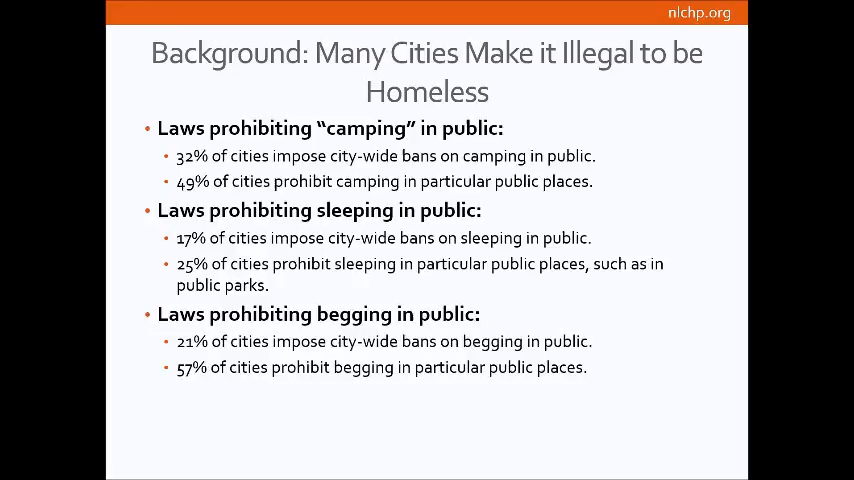 nlchp.org
Background: Many Cities Make it Illegal to be
Homeless
• Laws prohibiting “camping” in public:
• 32% of cities impose city-wide bans on camping in public.
• 49% of cities prohibit camping in particular public places.
• Laws prohibiting sleeping in public:
• 17% of cities impose city-wide bans on sleeping in public.
• 25% of cities prohibit sleeping in particular public places, such as in
public parks.
• Laws prohibiting begging in public:
• 21% of cities impose city-wide bans on begging in public.
• 57% of cities prohibit begging in particular public places.